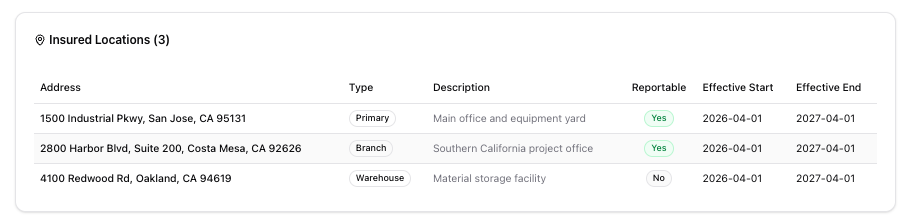 Insured Locations (3)
Address Type Description Reportable Effective Start Effective End
1500 Industrial Pkwy, San Jose, CA 95131 Primary Main office and equipment yard Yes 2026-04-01 2027-04-01
2800 Harbor Blvd, Suite 200, Costa Mesa, CA 92626 Branch Southern California project office Yes 2026-04-01 2027-04-01
4100 Redwood Rd, Oakland, CA 94619 Warehouse Material storage facility No 2026-04-01 2027-04-01